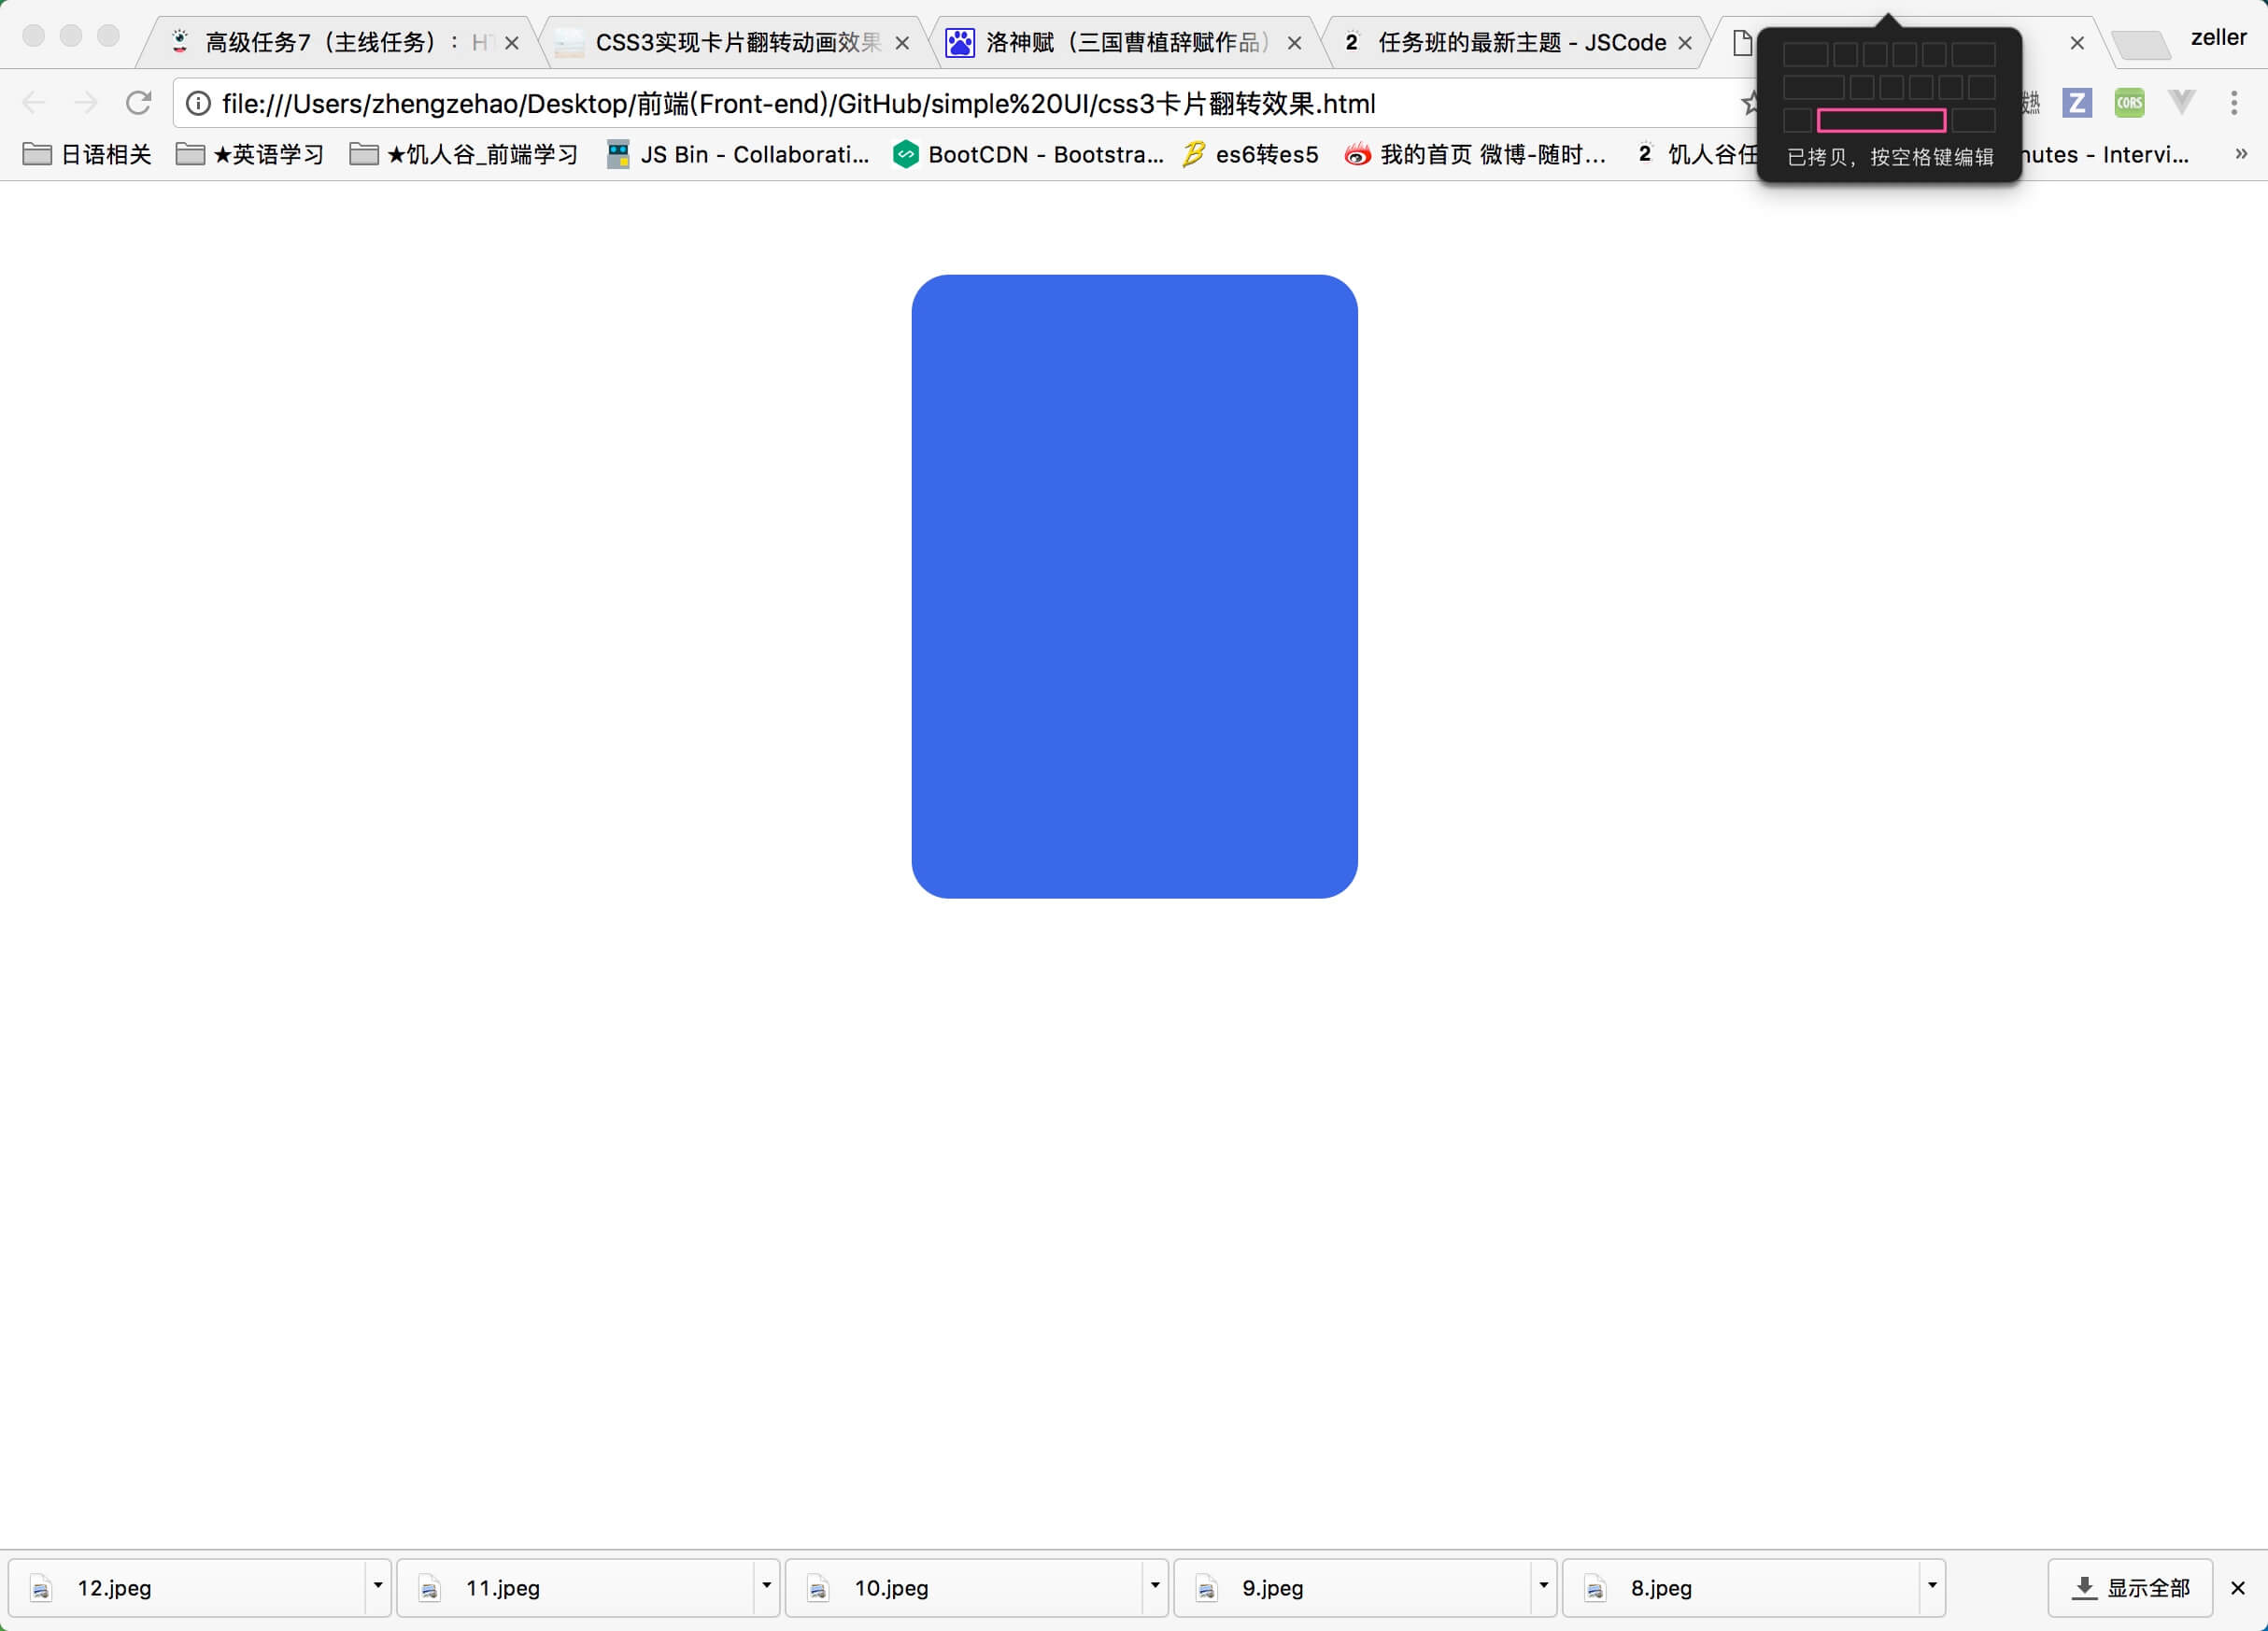 高级任务7（主线任务）：HT
CSS3实现卡片翻转动画效果
洛神赋（三国曹植辞赋作品）
2 任务班的最新主题 - JSCode
zeller
file:///Users/zhengzehao/Desktop/前端(Front-end)/GitHub/simple%20UI/css3卡片翻转效果.html
Z
CORS
日语相关
★英语学习
★饥人谷_前端学习
JS Bin - Collaborati...
BootCDN - Bootstra...
B es6转es5
我的首页 微博-随时...
2 饥人谷任
nutes - Intervi...
»
已拷贝，按空格键编辑
12.jpeg
11.jpeg
10.jpeg
9.jpeg
8.jpeg
显示全部